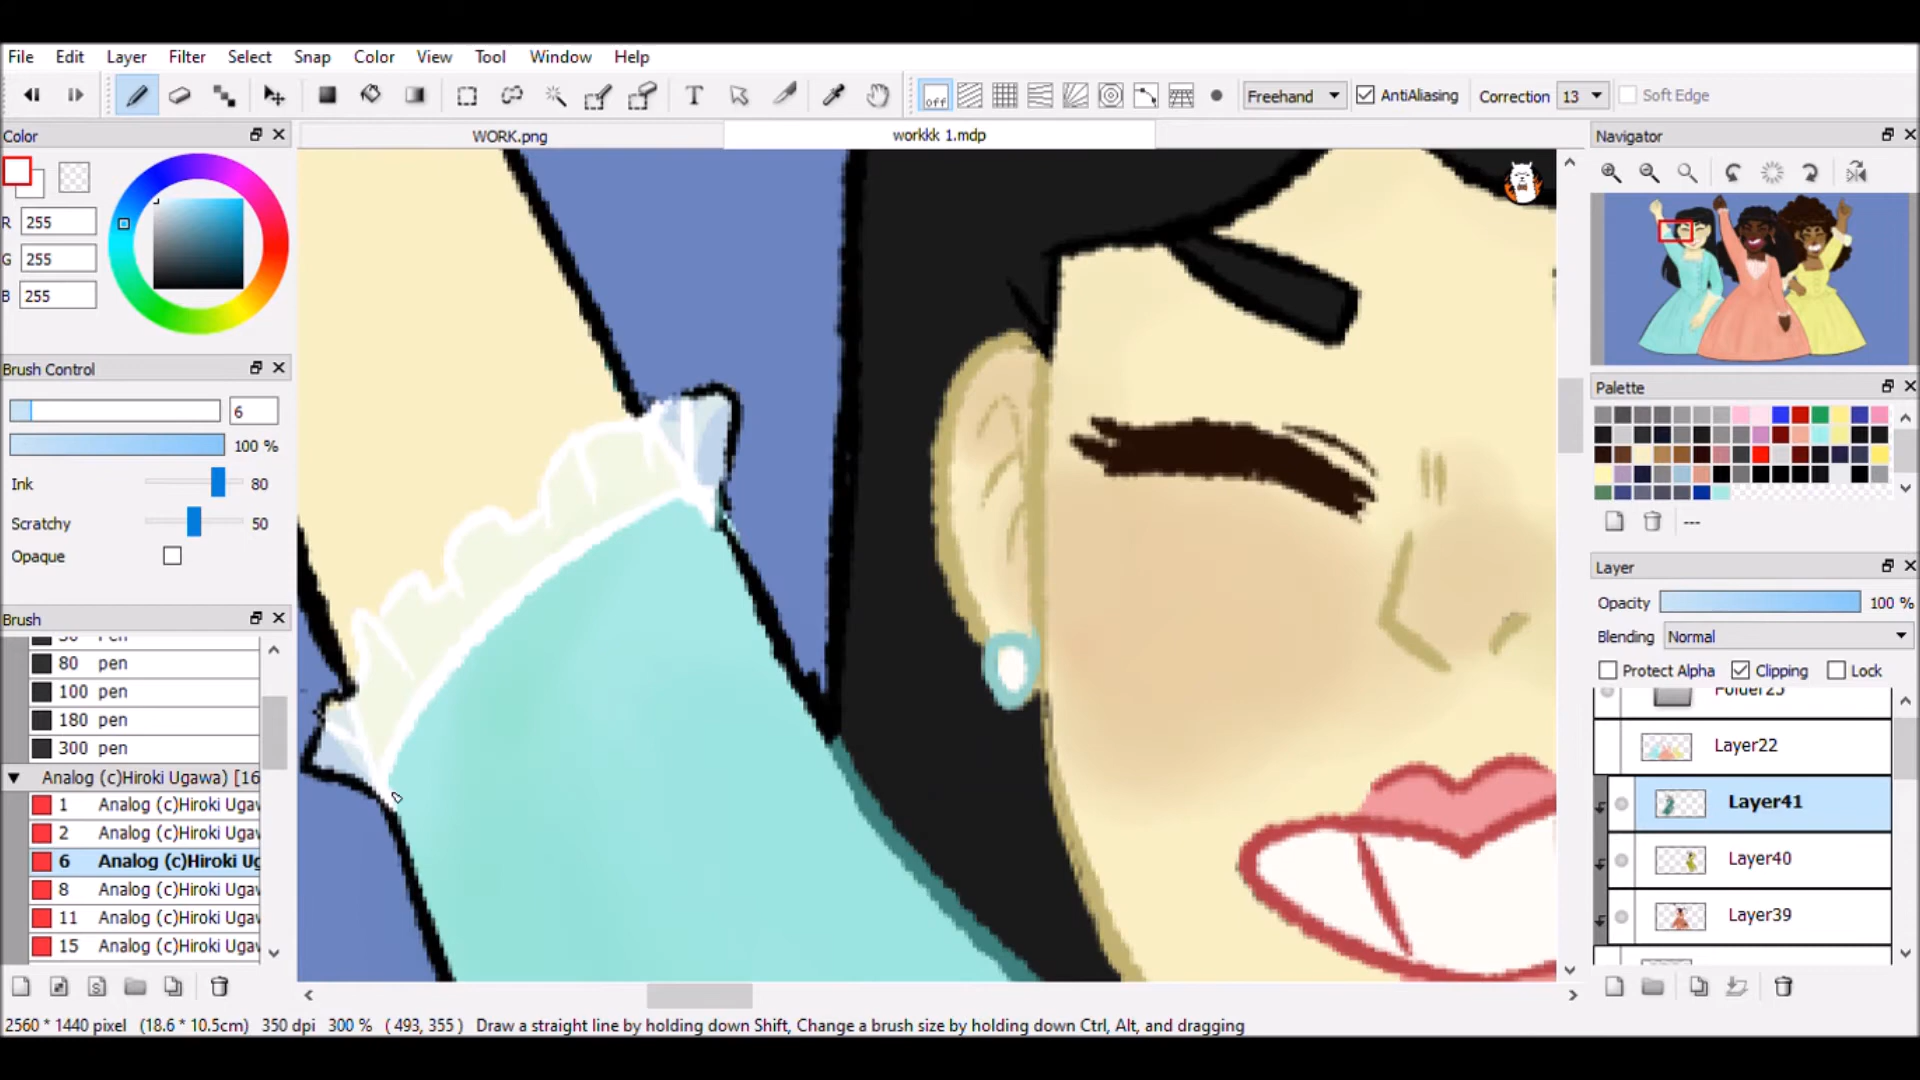 File Edit Layer Filter Select Snap Color View Tool Window Help
T off Freehand AntiAliasing Correction 13 Soft Edge
Color
WORK.png workkk 1.mdp
Navigator
R 255
G 255
B 255
Brush Control
6
100 %
Ink 80
Scratchy 50
Opaque
Palette
---
Brush
80 pen
100 pen
180 pen
300 pen
Analog (c)Hiroki Ugawa) [16
1 Analog (c)Hiroki Ugaw
2 Analog (c)Hiroki Ugaw
6 Analog (c)Hiroki Ug
8 Analog (c)Hiroki Ugaw
11 Analog (c)Hiroki Ugaw
15 Analog (c)Hiroki Ugaw
Layer
Opacity 100 %
Blending Normal
Protect Alpha Clipping Lock
Folder25
Layer22
Layer41
Layer40
Layer39
2560 * 1440 pixel (18.6 * 10.5cm) 350 dpi 300 % ( 493, 355 ) Draw a straight line by holding down Shift, Change a brush size by holding down Ctrl, Alt, and dragging